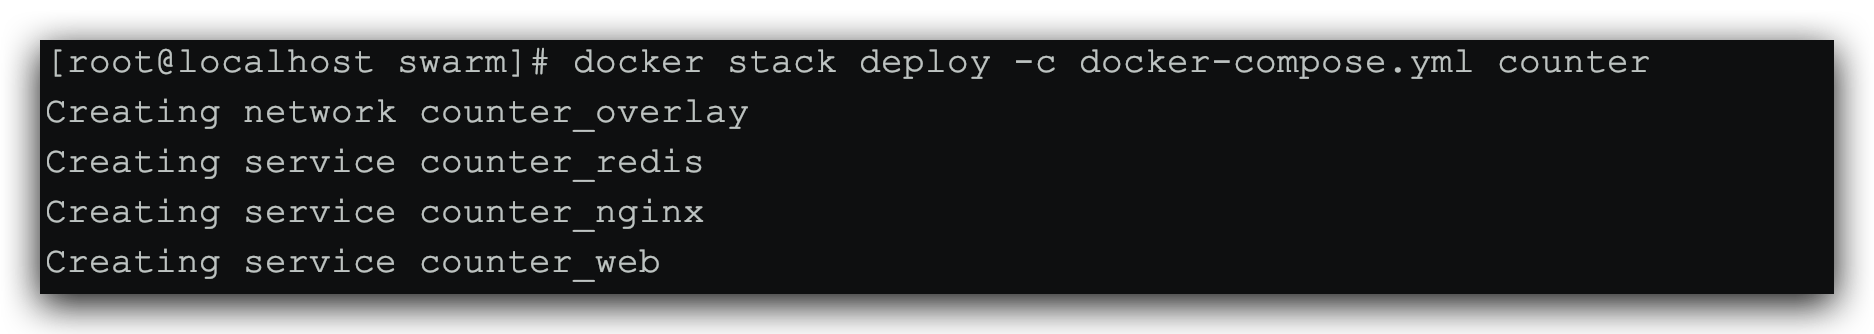 [root@localhost swarm]# docker stack deploy -c docker-compose.yml counter
Creating network counter_overlay
Creating service counter_redis
Creating service counter_nginx
Creating service counter_web